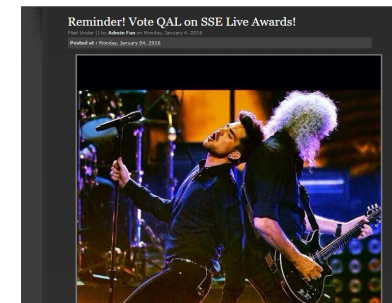 Reminder! Vote QAL on SSE Live Awards!
Filed Under () by Admin Fan on Monday, January 4, 2016
Posted at : Monday, January 04, 2016